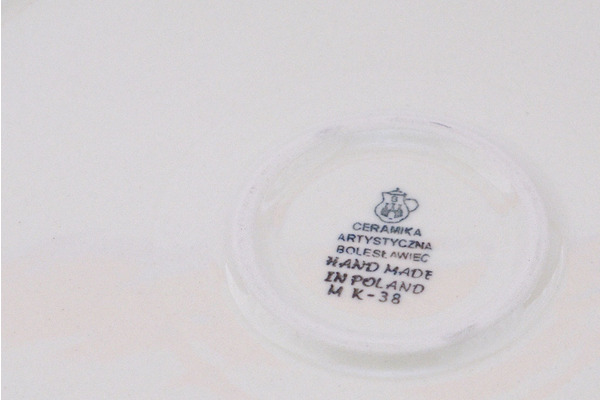 CERAMIKA
ARTYSTYCZNA
BOLESŁAWIEC
HAND MADE
IN POLAND
M K-38